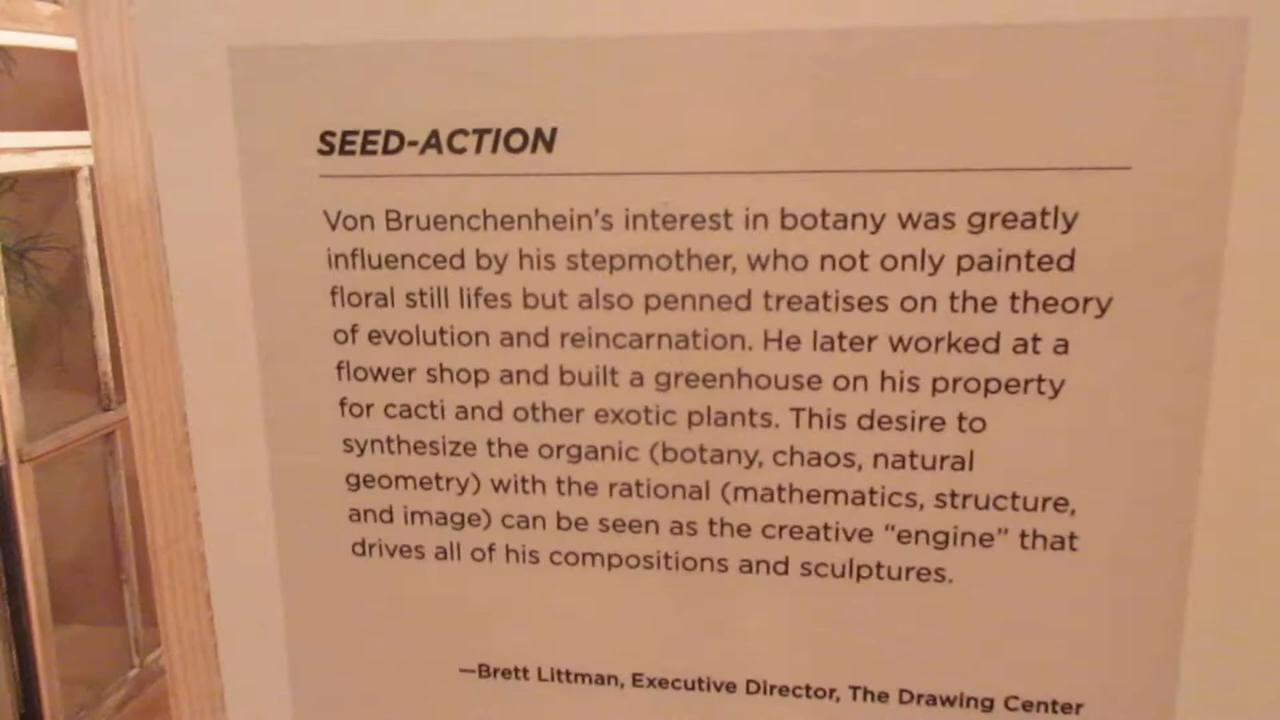 SEED-ACTION
Von Bruenchenhein's interest in botany was greatly
influenced by his stepmother, who not only painted
floral still lifes but also penned treatises on the theory
of evolution and reincarnation. He later worked at a
flower shop and built a greenhouse on his property
for cacti and other exotic plants. This desire to
synthesize the organic (botany, chaos, natural
geometry) with the rational (mathematics, structure,
and image) can be seen as the creative “engine” that
drives all of his compositions and sculptures.
—Brett Littman, Executive Director, The Drawing Center